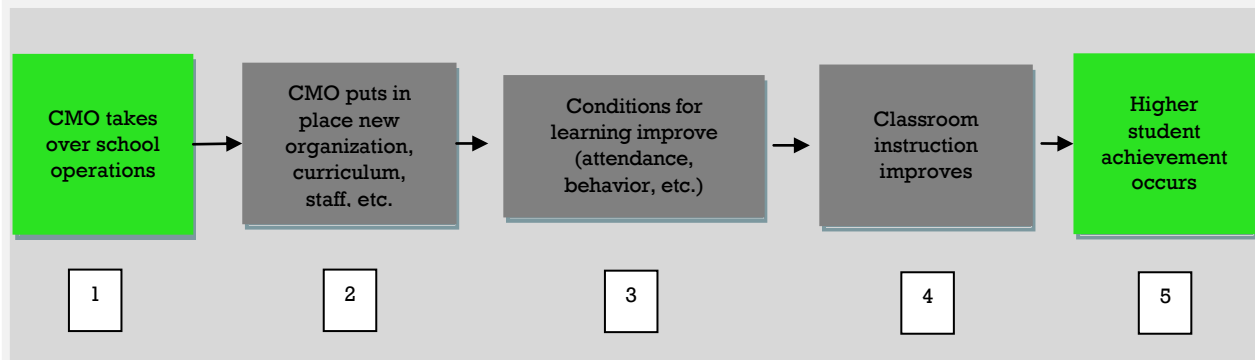 CMO takes
over school
operations
CMO puts in
place new
organization,
curriculum,
staff, etc.
Conditions for
learning improve
(attendance,
behavior, etc.)
Classroom
instruction
improves
Higher
student
achievement
occurs
1
2
3
4
5